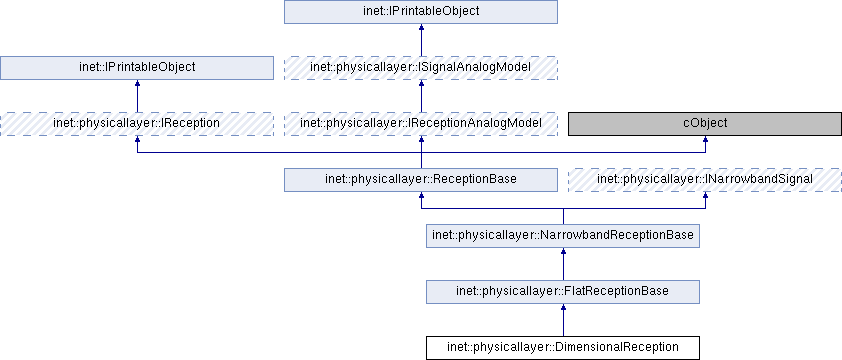 inet::IPrintableObject
inet::IPrintableObject
inet::physicallayer::ISignalAnalogModel
inet::physicallayer::IReception
inet::physicallayer::IReceptionAnalogModel
cObject
inet::physicallayer::ReceptionBase
inet::physicallayer::INarrowbandSignal
inet::physicallayer::NarrowbandReceptionBase
inet::physicallayer::FlatReceptionBase
inet::physicallayer::DimensionalReception